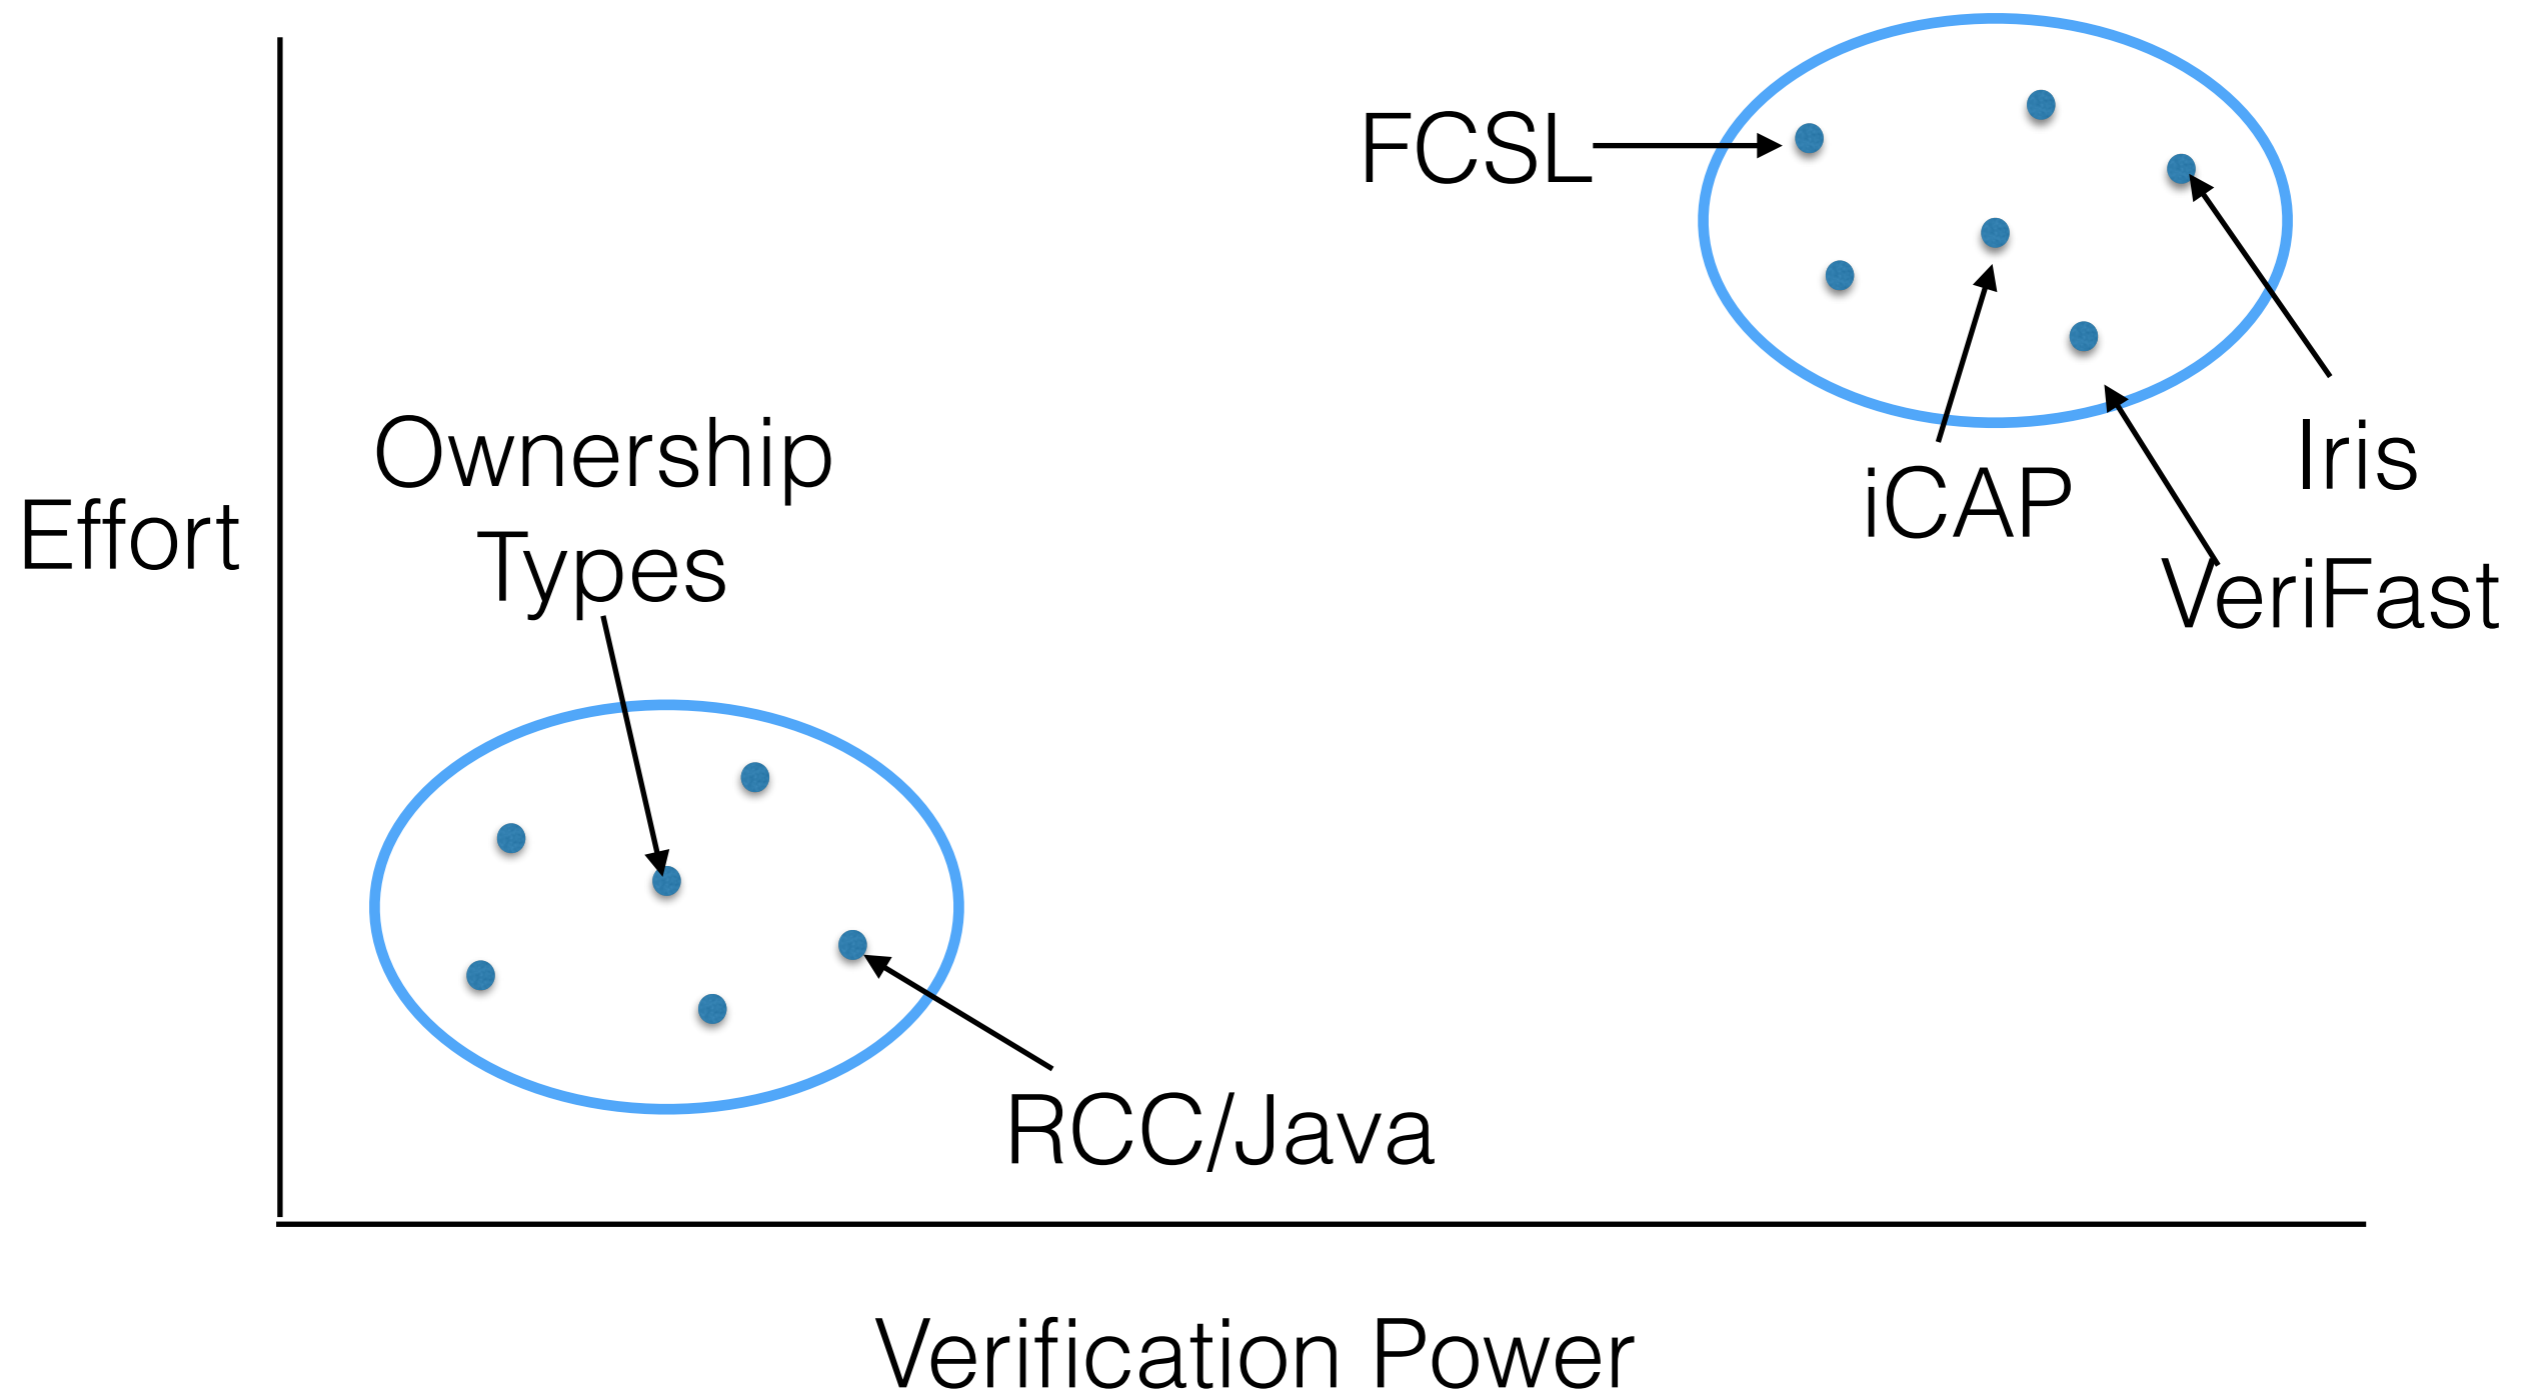 FCSL
Ownership
Types
Effort
iCAP
Iris
VeriFast
RCC/Java
Verification Power